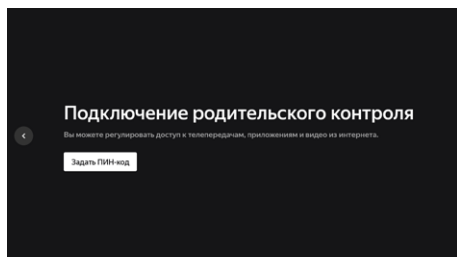 Подключение родительского контроля
Вы можете регулировать доступ к телепередачам, приложениям и видео из интернета.
Задать ПИН-код